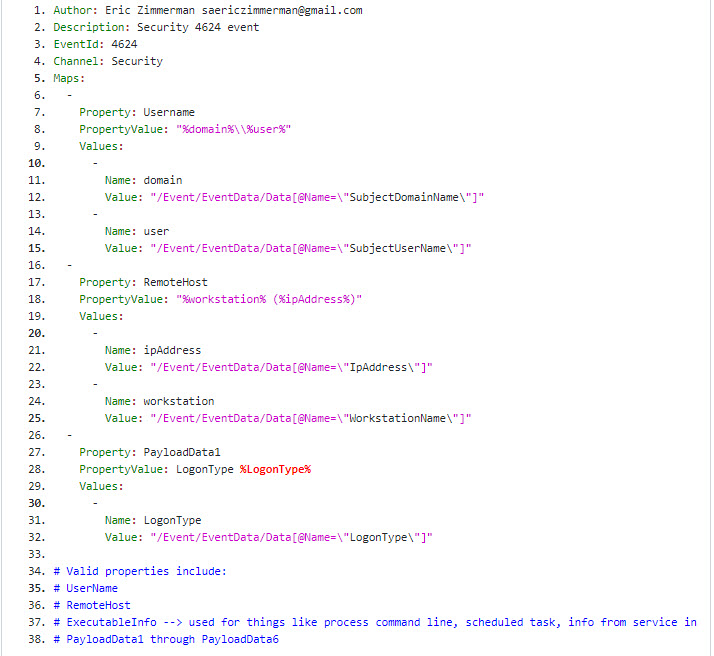 1. Author: Eric Zimmerman saericzimmerman@gmail.com
2. Description: Security 4624 event
3. EventId: 4624
4. Channel: Security
5. Maps:
6.   -
7.     Property: Username
8.     PropertyValue: "%domain%\\%user%"
9.     Values:
10.       -
11.         Name: domain
12.         Value: "/Event/EventData/Data[@Name=\"SubjectDomainName\"]"
13.       -
14.         Name: user
15.         Value: "/Event/EventData/Data[@Name=\"SubjectUserName\"]"
16.   -
17.     Property: RemoteHost
18.     PropertyValue: "%workstation% (%ipAddress%)"
19.     Values:
20.       -
21.         Name: ipAddress
22.         Value: "/Event/EventData/Data[@Name=\"IpAddress\"]"
23.       -
24.         Name: workstation
25.         Value: "/Event/EventData/Data[@Name=\"WorkstationName\"]"
26.   -
27.     Property: PayloadData1
28.     PropertyValue: LogonType %LogonType%
29.     Values:
30.       -
31.         Name: LogonType
32.         Value: "/Event/EventData/Data[@Name=\"LogonType\"]"
33.
34. # Valid properties include:
35. # UserName
36. # RemoteHost
37. # ExecutableInfo --> used for things like process command line, scheduled task, info from service in
38. # PayloadData1 through PayloadData6